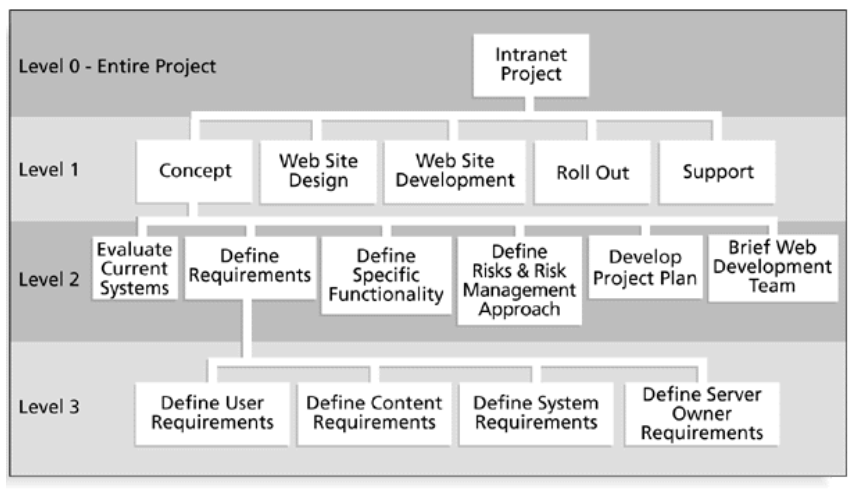 Level 0 - Entire Project
Intranet
Project
Level 1
Concept
Web Site
Design
Web Site
Development
Roll Out
Support
Level 2
Evaluate
Current
Systems
Define
Requirements
Define
Specific
Functionality
Define
Risks & Risk
Management
Approach
Develop
Project Plan
Brief Web
Development
Team
Level 3
Define User
Requirements
Define Content
Requirements
Define System
Requirements
Define Server
Owner
Requirements